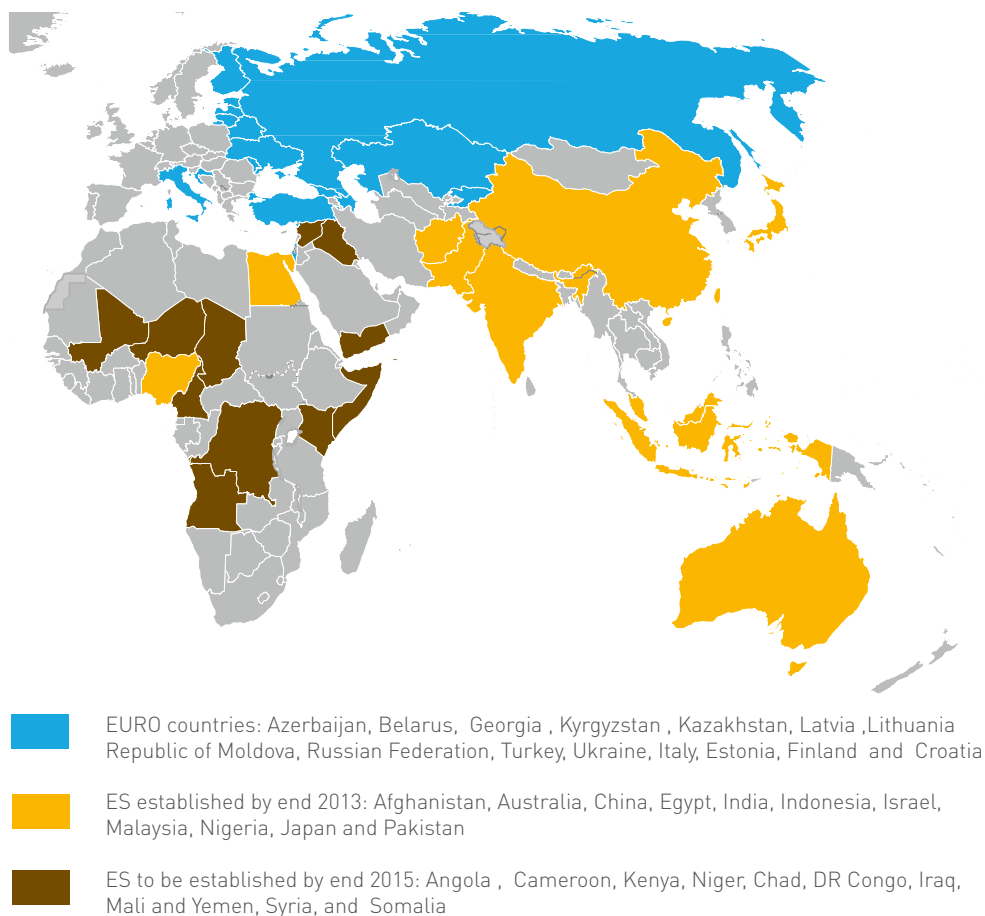 EURO countries: Azerbaijan, Belarus, Georgia , Kyrgyzstan , Kazakhstan, Latvia ,Lithuania
Republic of Moldova, Russian Federation, Turkey, Ukraine, Italy, Estonia, Finland and Croatia
ES established by end 2013: Afghanistan, Australia, China, Egypt, India, Indonesia, Israel,
Malaysia, Nigeria, Japan and Pakistan
ES to be established by end 2015: Angola , Cameroon, Kenya, Niger, Chad, DR Congo, Iraq,
Mali and Yemen, Syria, and Somalia